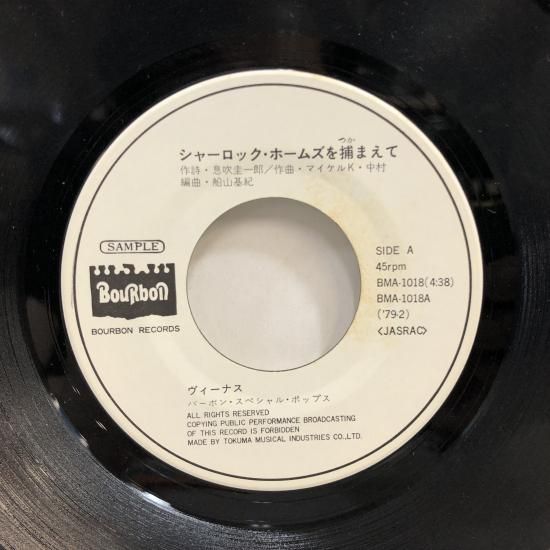 つか
シャーロック・ホームズを捕まえて
作詩・息吹圭一郎/作曲・マイケルK・中村
編曲・船山基紀
SAMPLE
BOURBON
BOURBON RECORDS
SIDE A
45rpm
BMA-1018(4:38)
BMA-1018A
('79・2)
<JASRAC>
ヴィーナス
バーボン・スペシャル・ポップス
ALL RIGHTS RESERVED
COPYING PUBLIC PERFORMANCE BROADCASTING
OF THIS RECORD IS FORBIDDEN
MADE BY TOKUMA MUSICAL INDUSTRIES CO.,LTD.